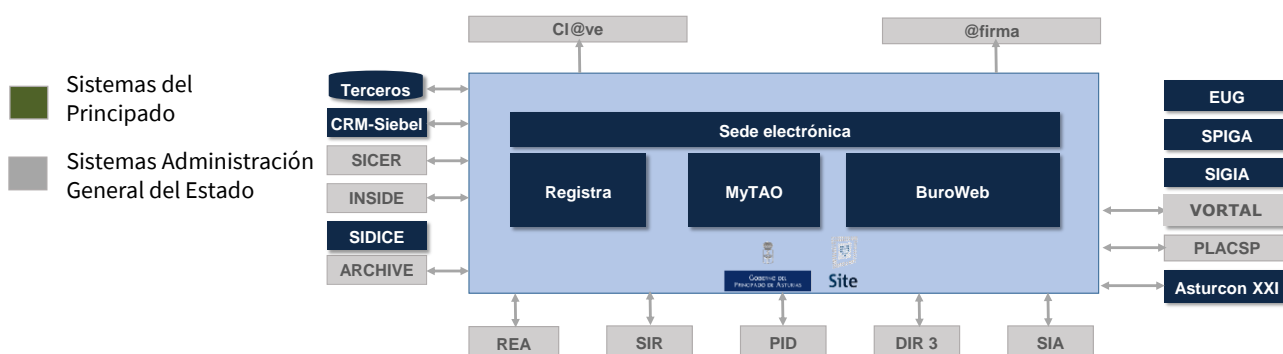 Cl@ve
@firma
Sistemas del
Principado
Sistemas Administración
General del Estado
Terceros
CRM-Siebel
SICER
INSIDE
SIDICE
ARCHIVE
Sede electrónica
Registra
MyTAO
BuroWeb
GOBIERNO DEL
PRINCIPADO DE ASTURIAS
Site
EUG
SPIGA
SIGIA
VORTAL
PLACSP
Asturcon XXI
REA
SIR
PID
DIR 3
SIA